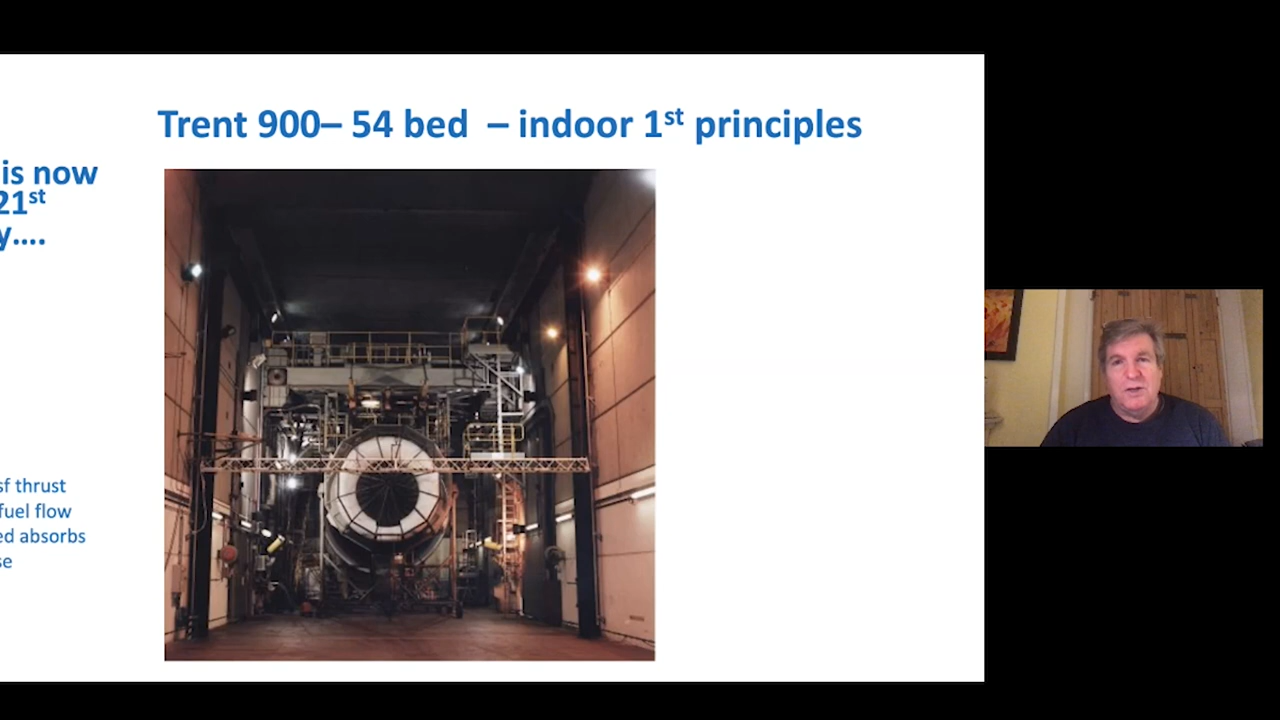 Trent 900– 54 bed – indoor 1st principles
is now
21st
y....
sf thrust
fuel flow
ed absorbs
se